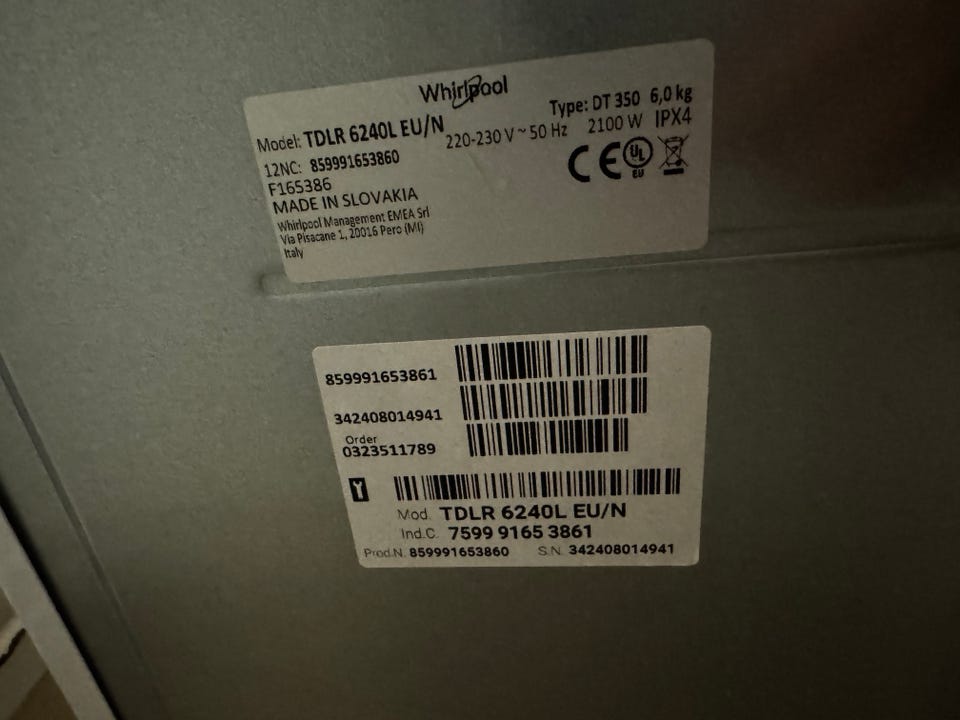 Whirlpool
Model: TDLR 6240L EU/N
Type: DT 350 6,0 kg
220-230 V ~ 50 Hz 2100 W IPX4
12NC: 859991653860
F165386
MADE IN SLOVAKIA
Whirlpool Management EMEA Srl
Via Pisacane 1, 20016 Pero (MI)
Italy
CE UL
EU
859991653861
342408014941
Order
0323511789
Mod. TDLR 6240L EU/N
Ind.C. 7599 9165 3861
Prod.N. 859991653860 S.N. 342408014941